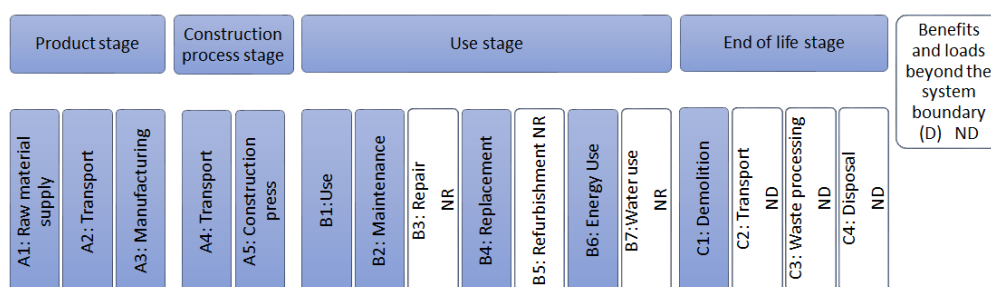 Product stage
Construction
process stage
Use stage
End of life stage
Benefits
and loads
beyond the
system
boundary
(D) ND
A1: Raw material
supply
A2: Transport
A3: Manufacturing
A4: Transport
A5: Construction
press
B1:Use
B2: Maintenance
B3: Repair
NR
B4: Replacement
B5: Refurbishment NR
B6: Energy Use
B7:Water use
NR
C1: Demolition
C2: Transport
ND
C3: Waste processing
ND
C4: Disposal
ND